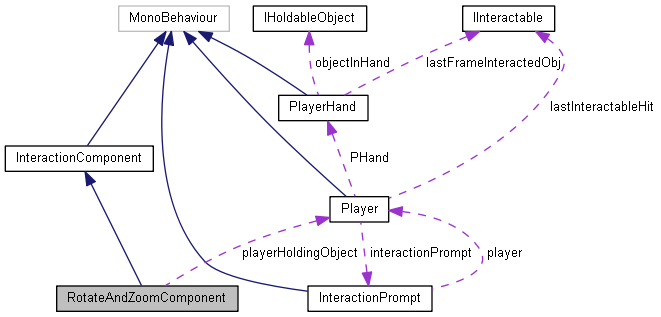 MonoBehaviour
IHoldableObject
IInteractable
objectInHand
lastFrameInteractedObj
PlayerHand
lastInteractableHit
InteractionComponent
PHand
Player
playerHoldingObject
interactionPrompt
player
RotateAndZoomComponent
InteractionPrompt